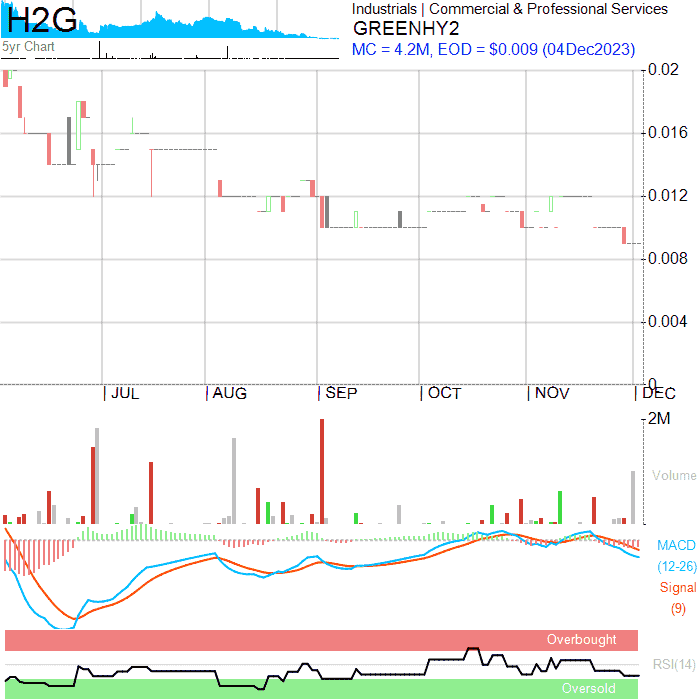 H2G
5yr Chart
Industrials | Commercial & Professional Services
GREENHY2
MC = 4.2M, EOD = $0.009 (04Dec2023)
0.02
0.016
0.012
0.008
0.004
0
| JUL | AUG | SEP | OCT | NOV | DEC
2M
Volume
MACD
(12-26)
Signal
(9)
Overbought
RSI(14)
Oversold